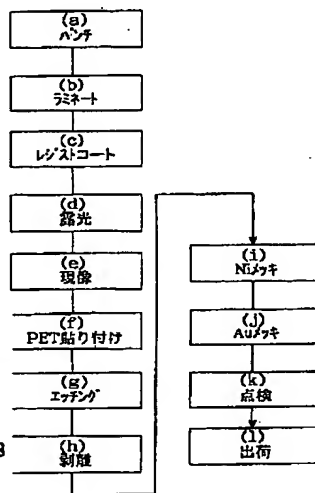 (a)
パンチ
(b)
ラミネート
(c)
レジストコート
(d)
露光
(e)
現像
(f)
PET貼り付け
(g)
エッチング
(h)
剥離
(i)
Niメッキ
(j)
Auメッキ
(k)
点検
(l)
出荷